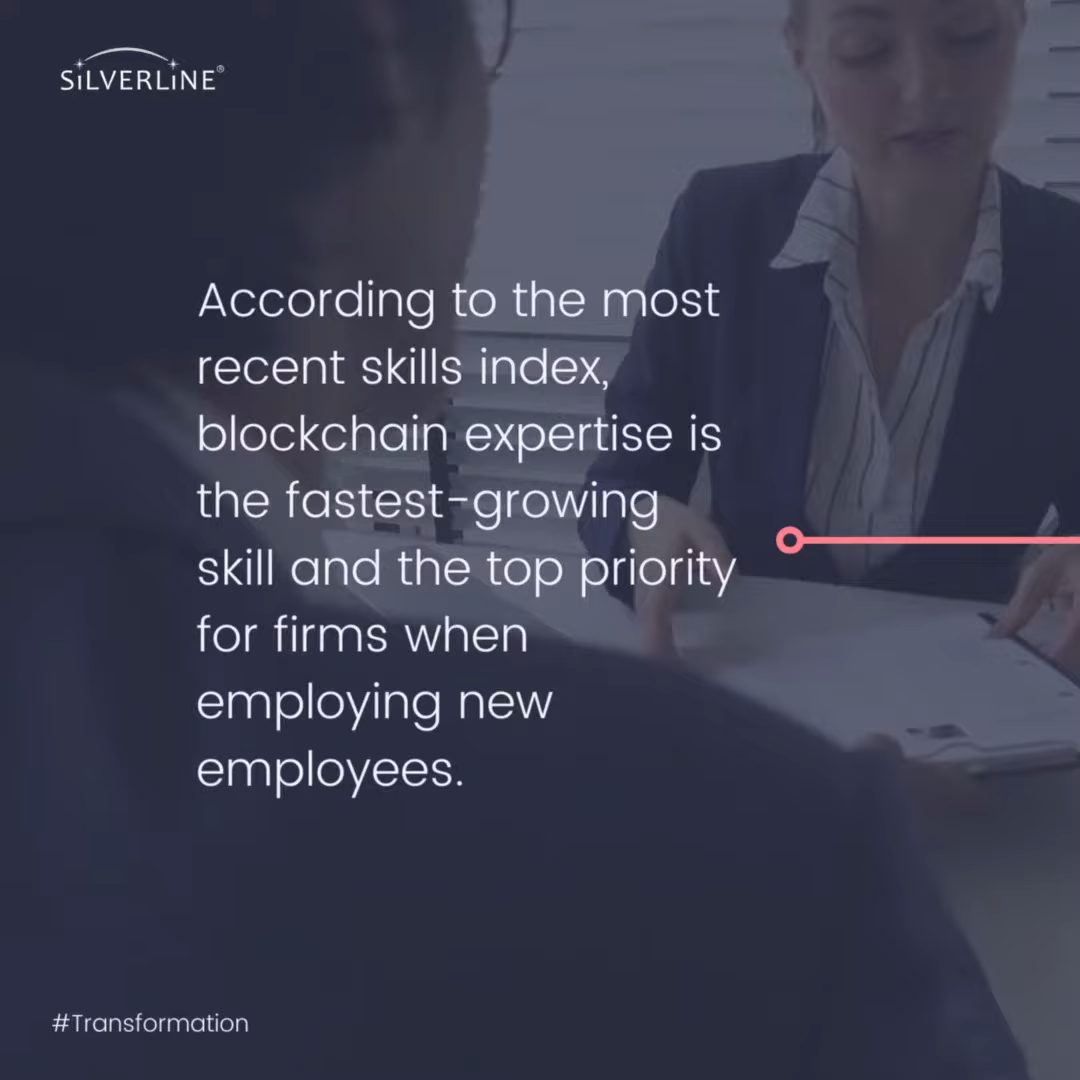 SiLVERLiNE®
According to the most
recent skills index,
blockchain expertise is
the fastest-growing
skill and the top priority
for firms when
employing new
employees.
#Transformation